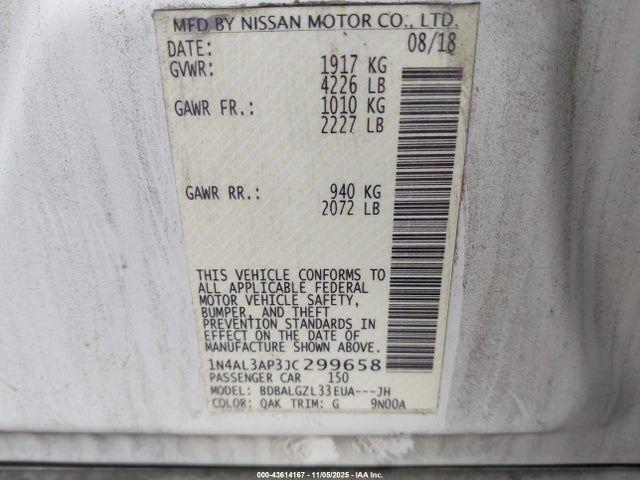 MFD BY NISSAN MOTOR CO., LTD.
DATE: 08/18
GVWR: 1917 KG
4226 LB
GAWR FR.: 1010 KG
2227 LB
GAWR RR.: 940 KG
2072 LB
THIS VEHICLE CONFORMS TO
ALL APPLICABLE FEDERAL
MOTOR VEHICLE SAFETY,
BUMPER, AND THEFT
PREVENTION STANDARDS IN
EFFECT ON THE DATE OF
MANUFACTURE SHOWN ABOVE.
1N4AL3AP3JC299658
PASSENGER CAR 150
MODEL: BDBALGZL33EUA---JH
COLOR: QAK TRIM: G 9N00A
000-43614167 - 11/05/2025 - IAA Inc.